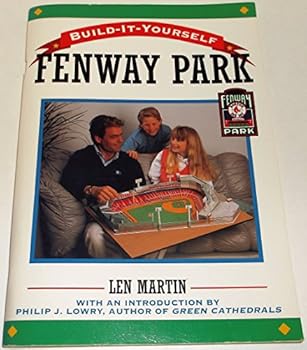 BUILD-IT-YOURSELF
FENWAY PARK
FENWAY
PARK
LEN MARTIN
WITH AN INTRODUCTION BY
PHILIP J. LOWRY, AUTHOR OF GREEN CATHEDRALS